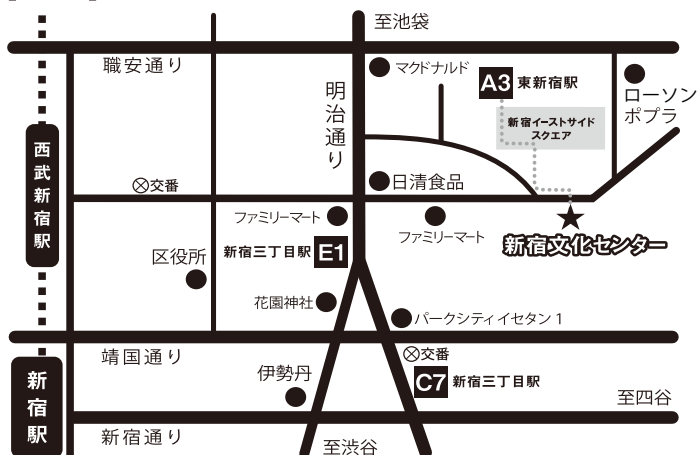 至池袋
職安通り
マクドナルド
A3 東新宿駅
ローソン
ポプラ
明治通り
新宿イーストサイド
スクエア
西武新宿駅
交番
日清食品
ファミリーマート
ファミリーマート
新宿文化センター
区役所
新宿三丁目駅 E1
花園神社
パークシティイセタン1
靖国通り
交番
伊勢丹
C7 新宿三丁目駅
新宿駅
至四谷
新宿通り
至渋谷